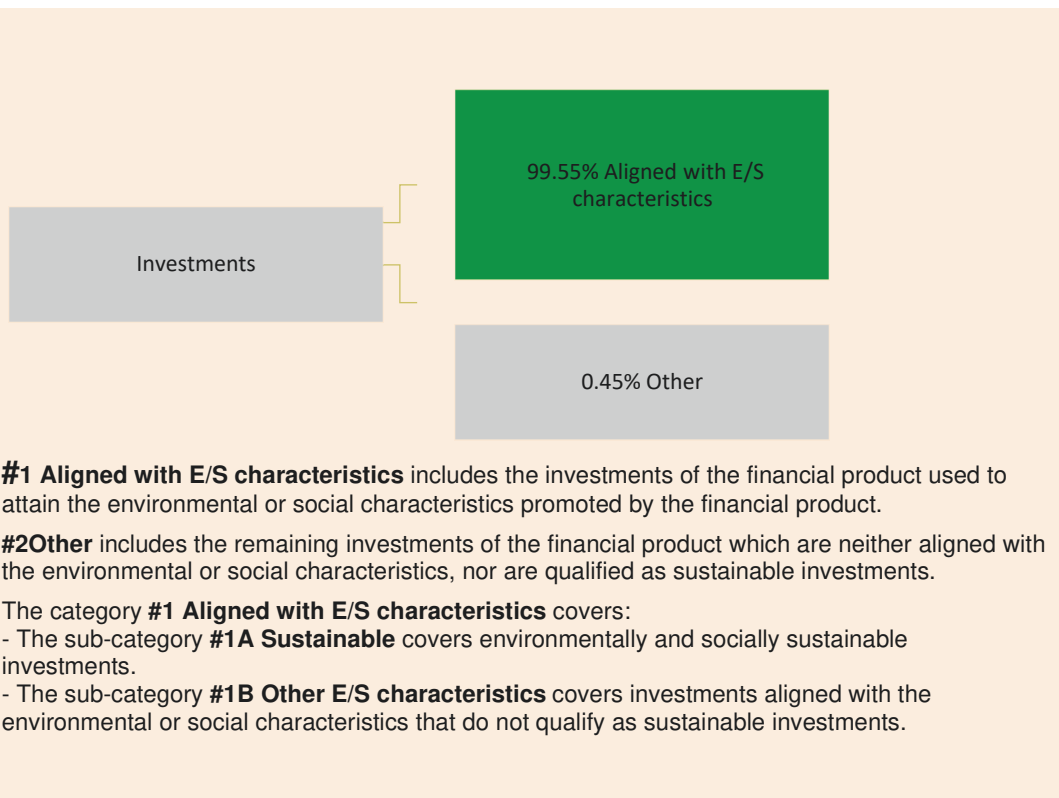 99.55% Aligned with E/S
characteristics
Investments
0.45% Other
#1 Aligned with E/S characteristics includes the investments of the financial product used to
attain the environmental or social characteristics promoted by the financial product.
#2Other includes the remaining investments of the financial product which are neither aligned with
the environmental or social characteristics, nor are qualified as sustainable investments.
The category #1 Aligned with E/S characteristics covers:
- The sub-category #1A Sustainable covers environmentally and socially sustainable
investments.
- The sub-category #1B Other E/S characteristics covers investments aligned with the
environmental or social characteristics that do not qualify as sustainable investments.